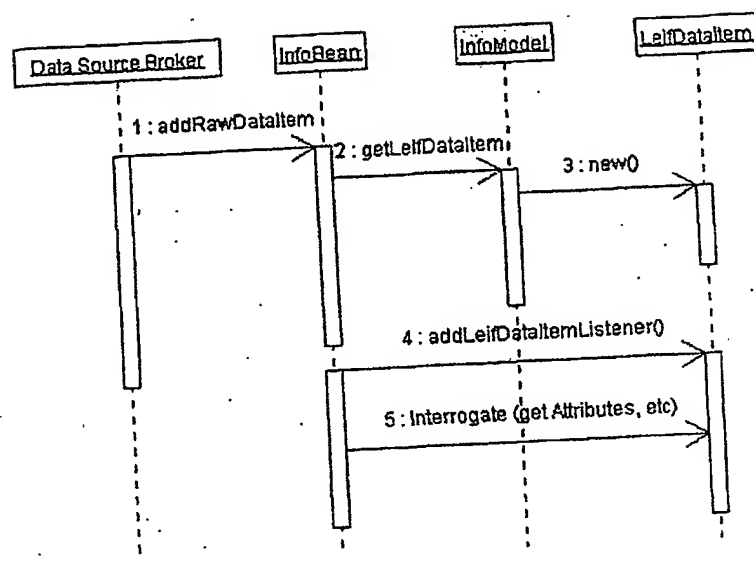 Data Source Broker
InfoBean
InfoModel
LeifDataItem
1 : addRawDataItem
2 : getLeifDataItem
3 : new()
4 : addLeifDataItemListener()
5 : Interrogate (get Attributes, etc)